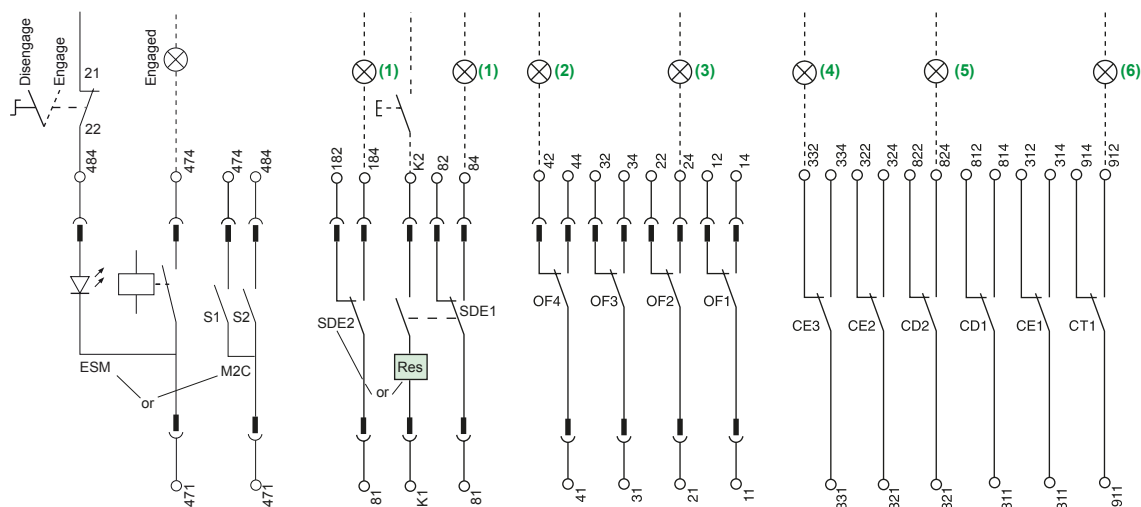 Disengage
Engage
Engaged
21
22
(1)
(1)
(2)
(3)
(4)
(5)
(6)
484
474
474
484
182
184
K2
82
84
42
44
32
34
22
24
12
14
332
334
322
324
822
824
812
814
312
314
914
912
S1
S2
SDE2
SDE1
OF4
OF3
OF2
OF1
CE3
CE2
CD2
CD1
CE1
CT1
ESM
or
M2C
or
Res
471
471
81
K1
81
41
31
21
11
331
321
821
811
311
911